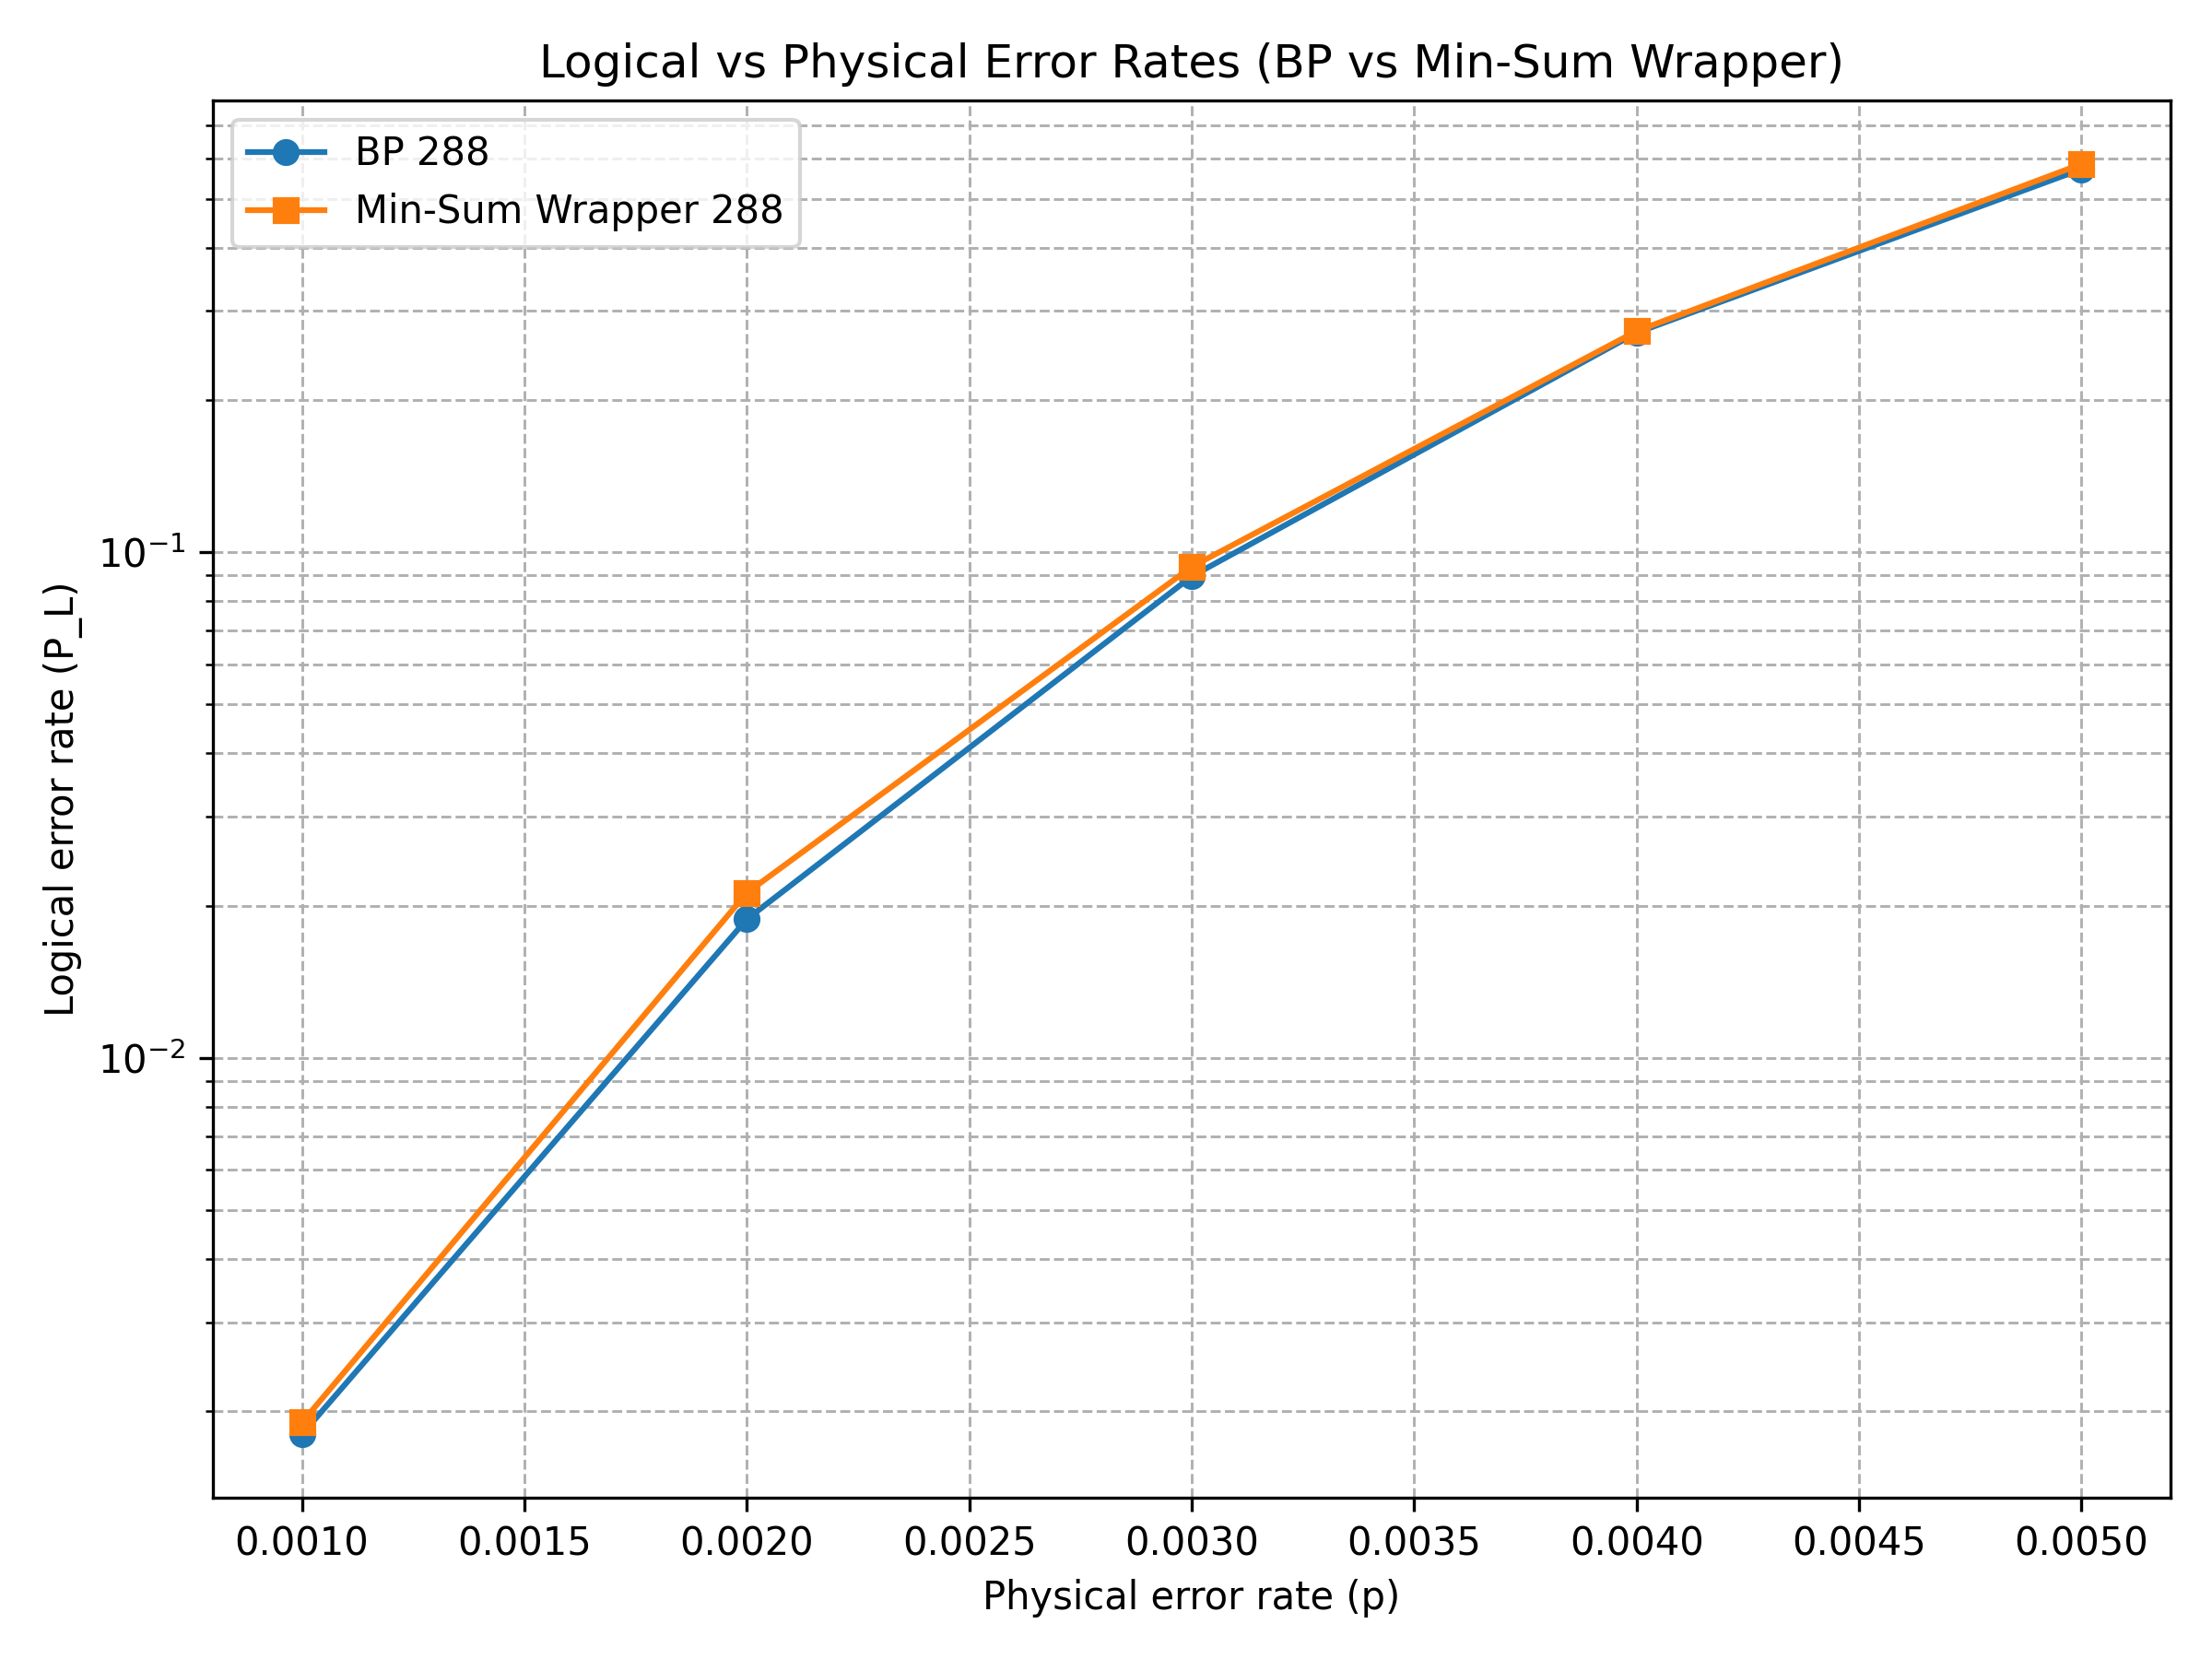 Logical vs Physical Error Rates (BP vs Min-Sum Wrapper)
BP 288
Min-Sum Wrapper 288
Logical error rate (P_L)
10⁻¹
10⁻²
0.0010 0.0015 0.0020 0.0025 0.0030 0.0035 0.0040 0.0045 0.0050
Physical error rate (p)